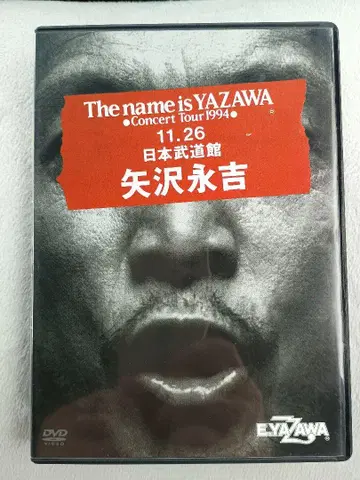 The name is YAZAWA
●Concert Tour 1994●
11.26
日本武道館
矢沢永吉
DVD
VIDEO
E.YAZAWA